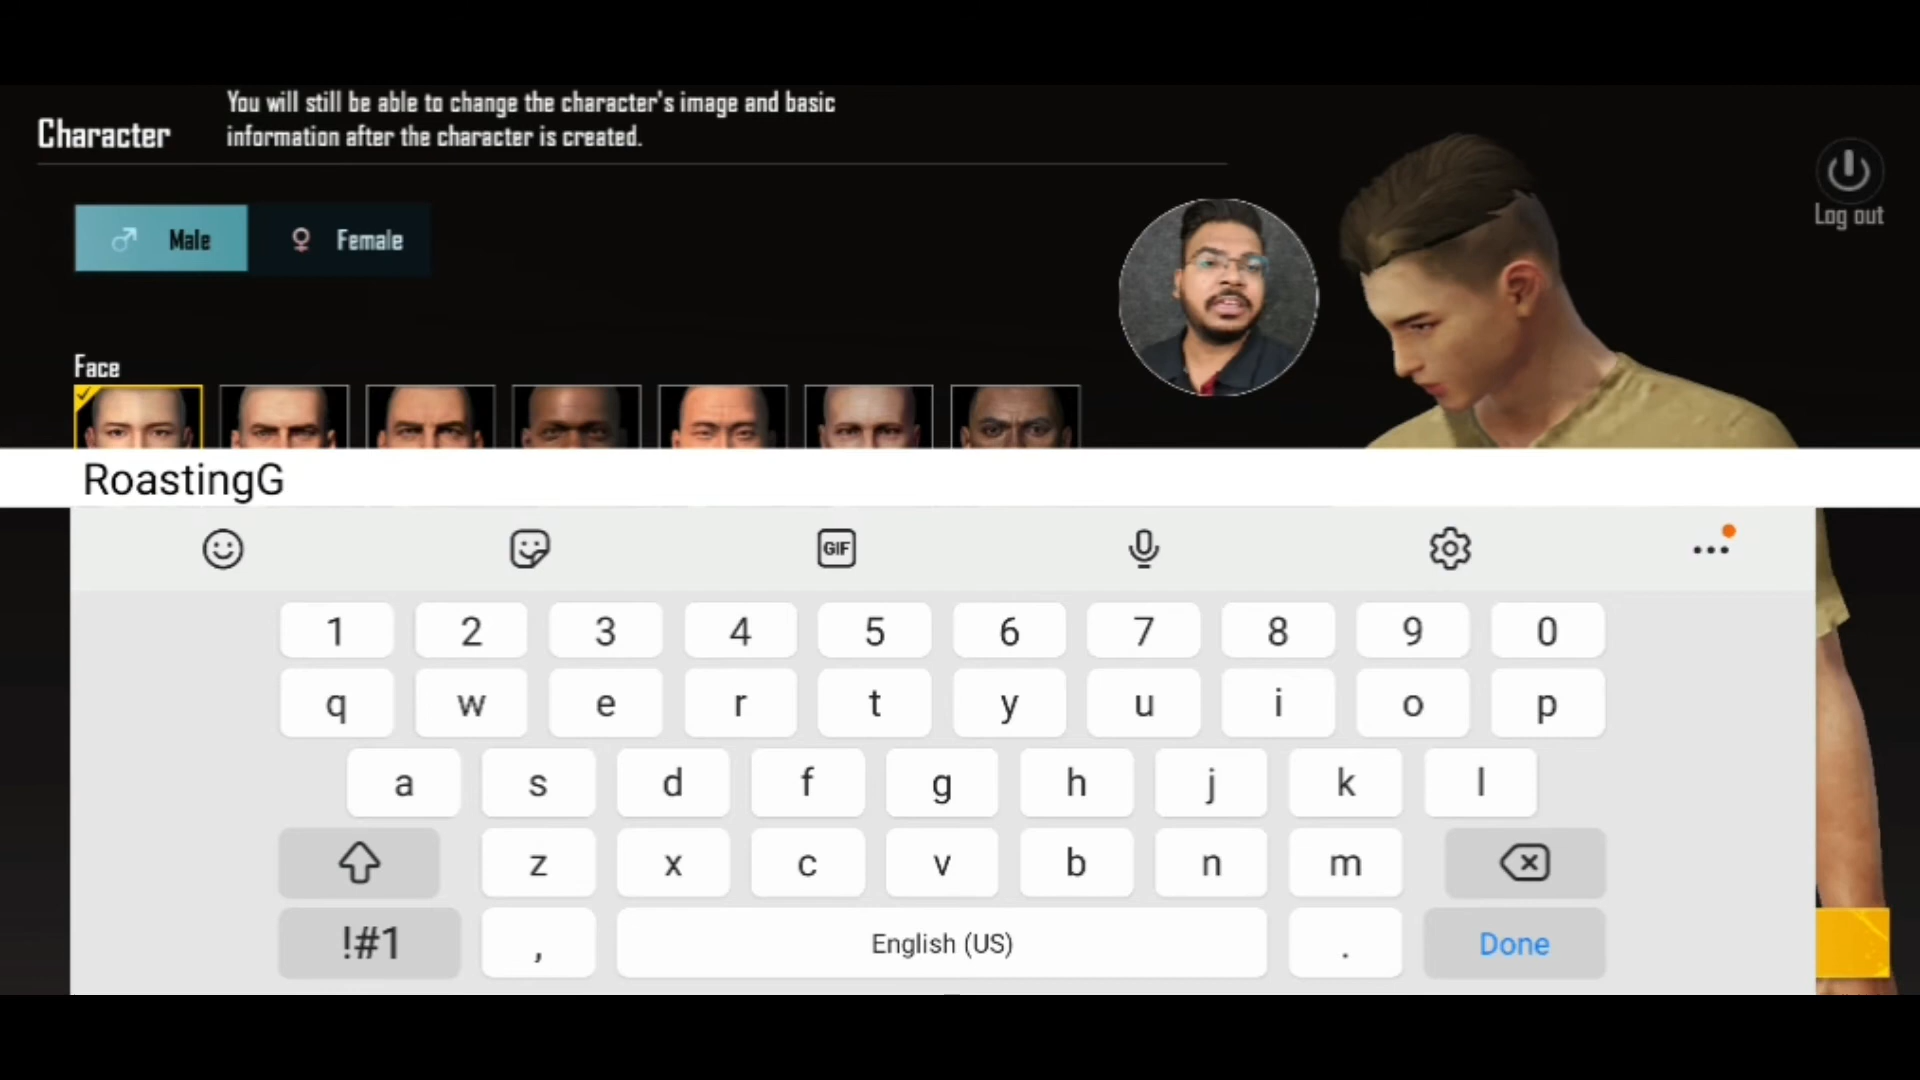 You will still be able to change the character's image and basic
information after the character is created.
Character
Log out
Male
Female
Face
RoastingG
GIF
1 2 3 4 5 6 7 8 9 0
q w e r t y u i o p
a s d f g h j k l
z x c v b n m
!#1 , English (US) . Done